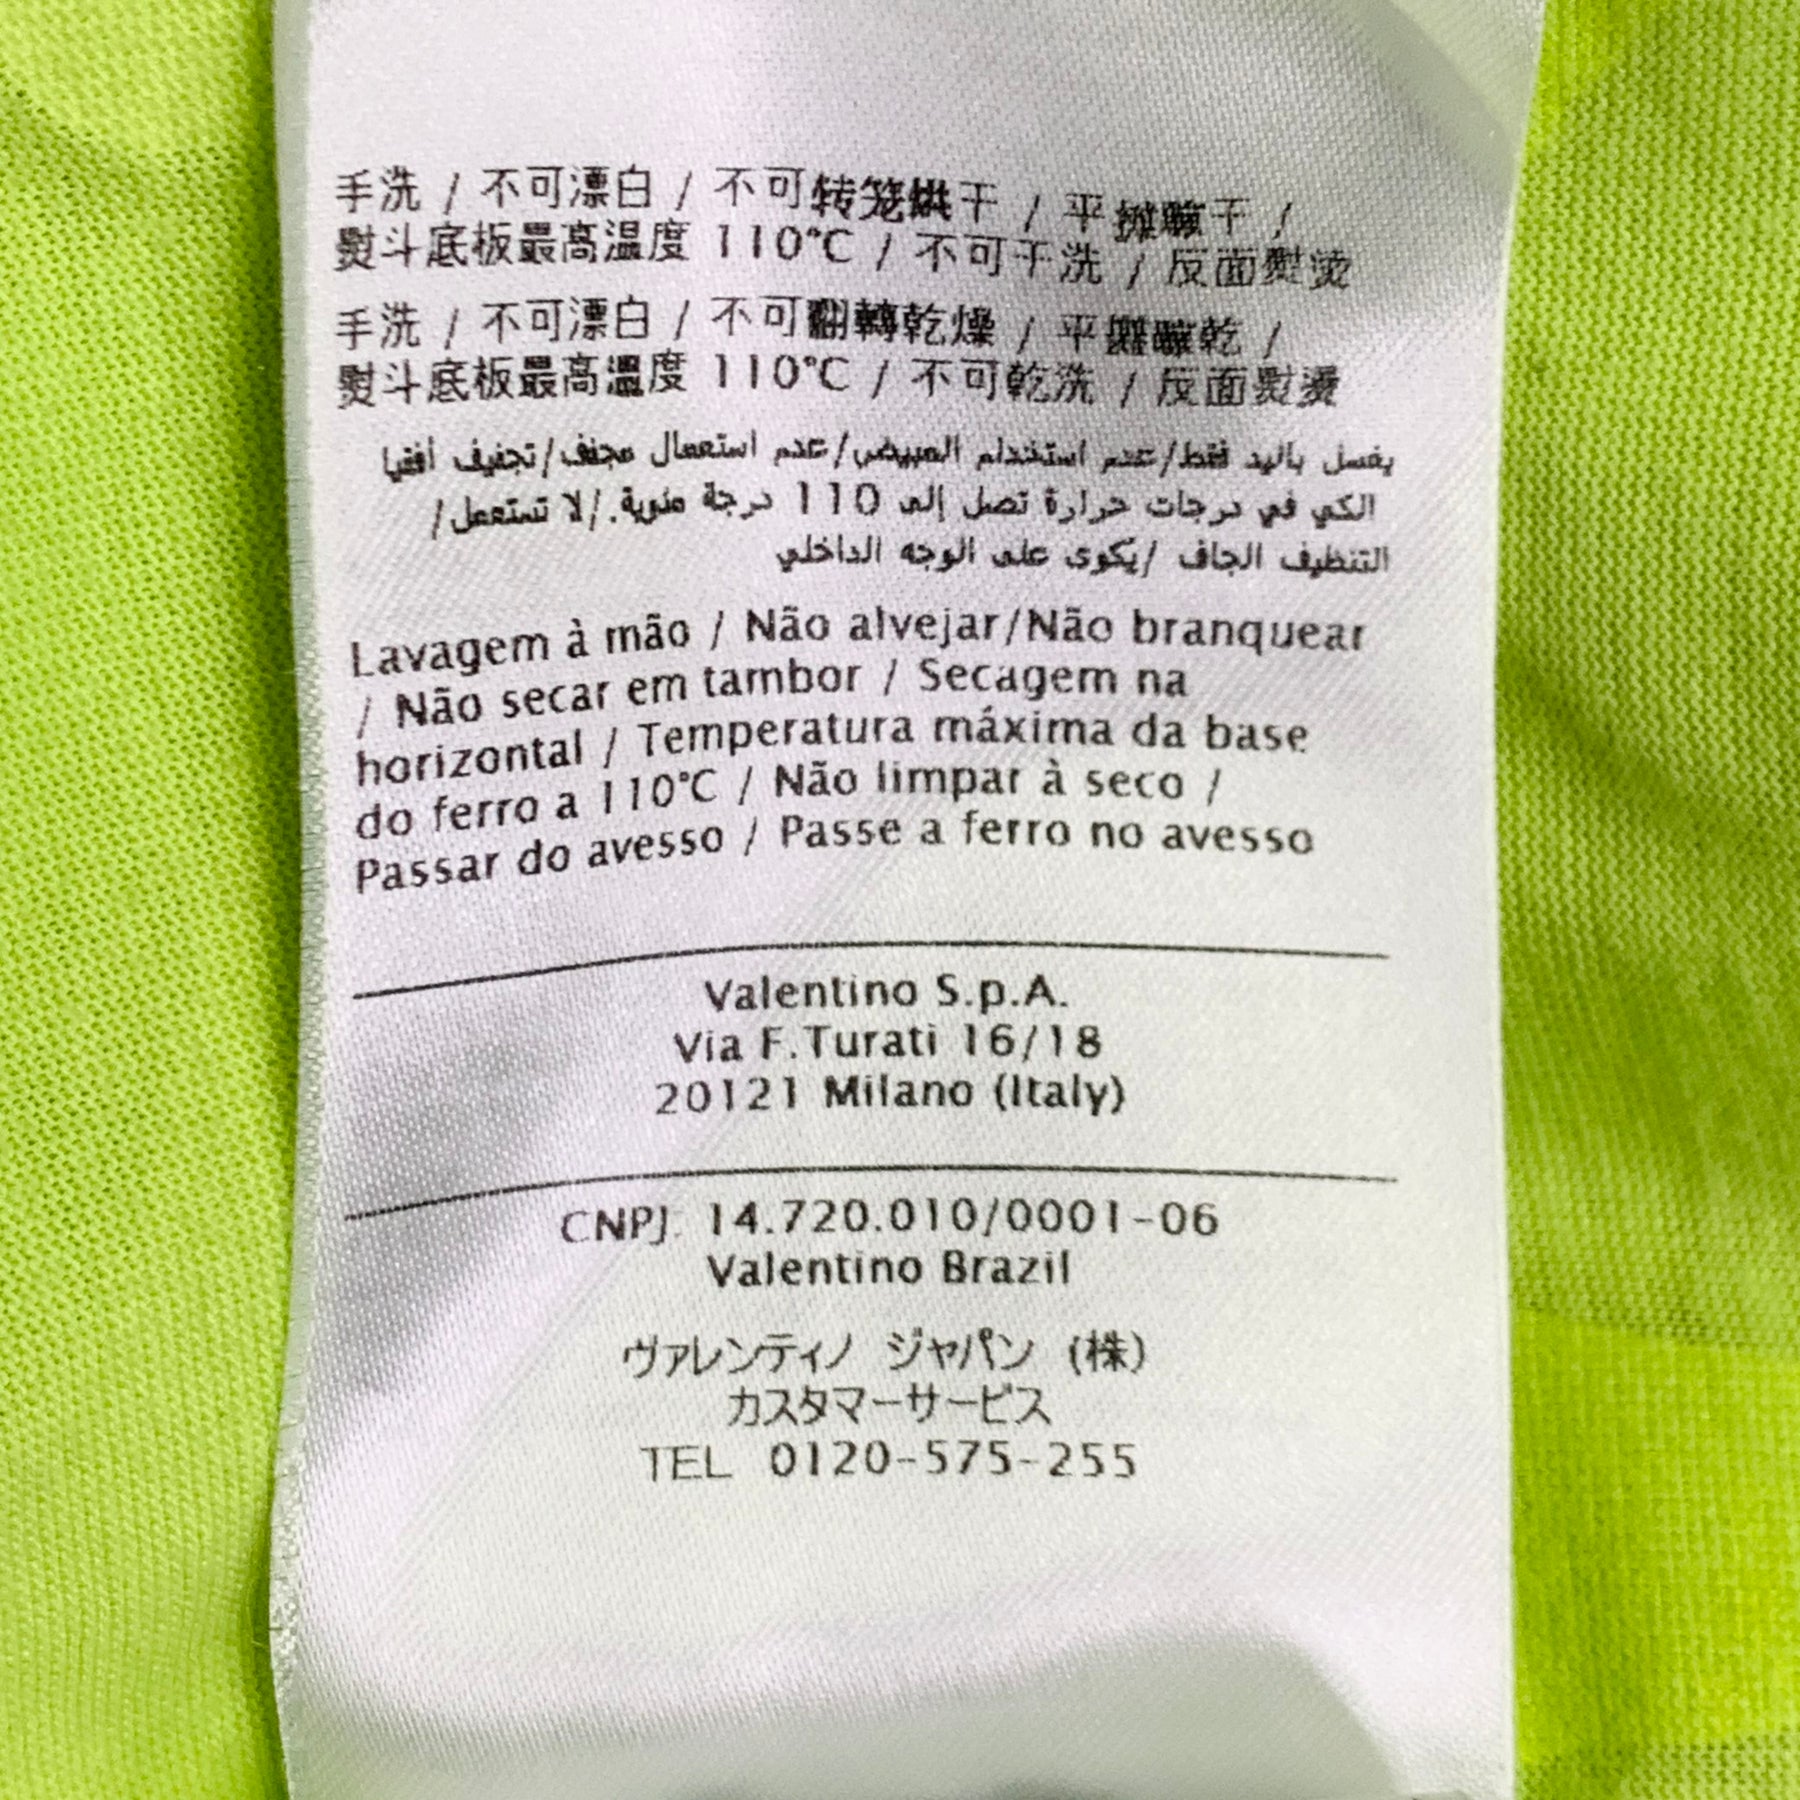 手洗 / 不可漂白 / 不可转笼烘干 / 平摊晾干 /
熨斗底板最高温度 110℃ / 不可干洗 / 反面熨烫
手洗 / 不可漂白 / 不可翻轉乾燥 / 平攤曬乾 /
熨斗底板最高溫度 110℃ / 不可乾洗 / 反面熨燙
يغسل باليد فقط/عدم استخدام المبيض/عدم استعمال مجفف/تجفيف أفقيا
الكي في درجات حرارة تصل إلى 110 درجة مئوية./لا تستعمل/
التنظيف الجاف /يكوى على الوجه الداخلي
Lavagem à mão / Não alvejar/Não branquear
/ Não secar em tambor / Secagem na
horizontal / Temperatura máxima da base
do ferro a 110℃ / Não limpar à seco /
Passar do avesso / Passe a ferro no avesso
Valentino S.p.A.
Via F.Turati 16/18
20121 Milano (Italy)
CNPJ. 14.720.010/0001-06
Valentino Brazil
ヴァレンティノ ジャパン (株)
カスタマーサービス
TEL 0120-575-255